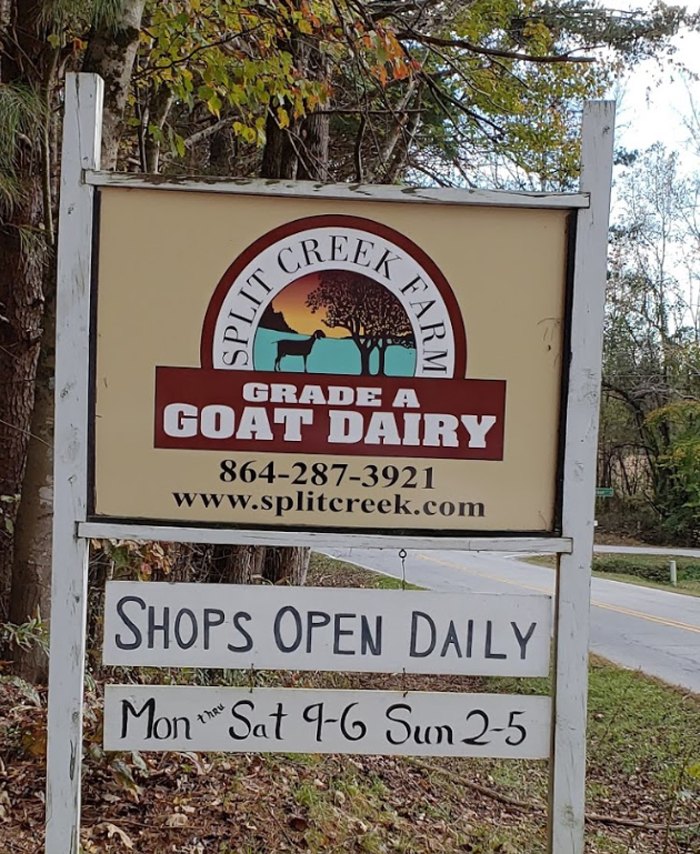 SPLIT CREEK FARM
GRADE A
GOAT DAIRY
864-287-3921
www.splitcreek.com
SHOPS OPEN DAILY
Mon thru Sat 9-6 Sun 2-5